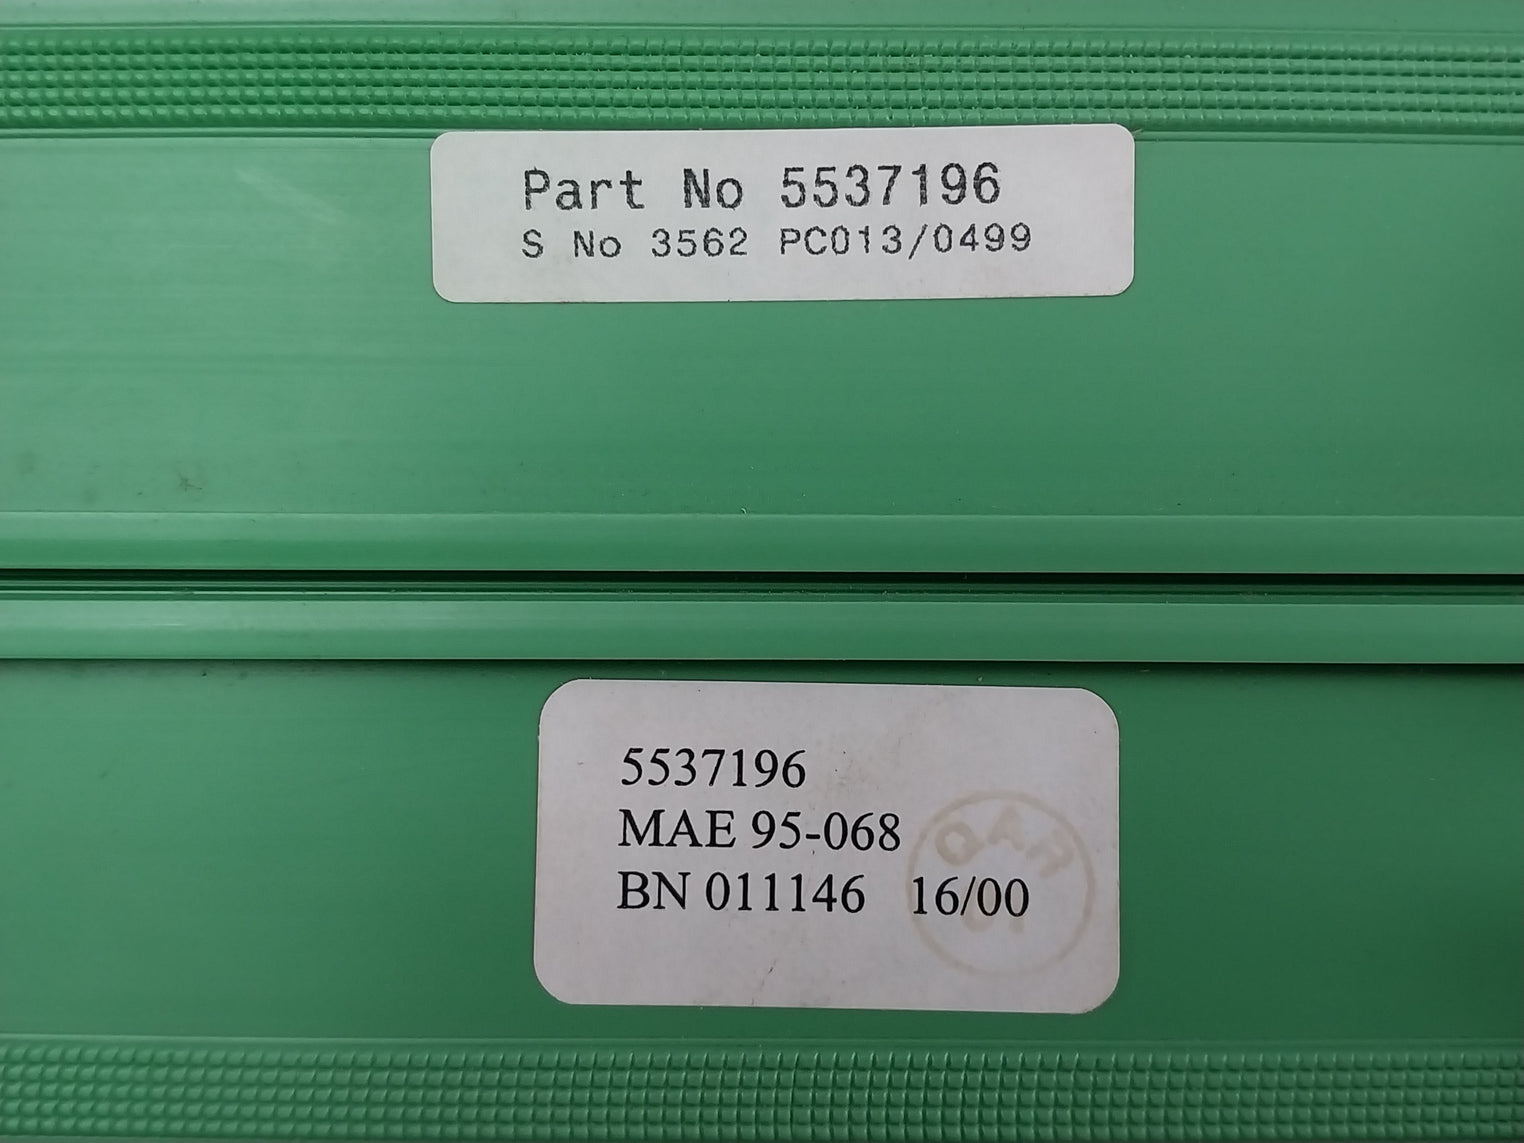 Part No 5537196
S No 3562 PC013/0499
5537196
MAE 95-068
BN 011146 16/00